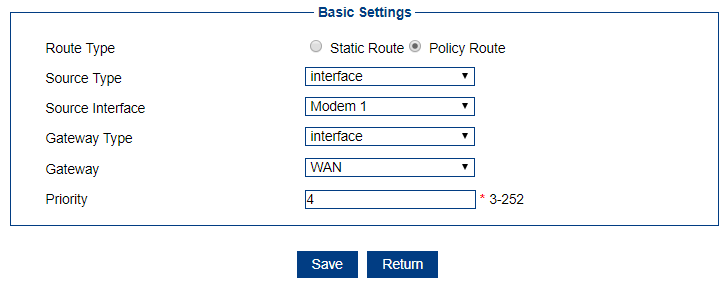 Basic Settings
Route Type Static Route Policy Route
Source Type interface
Source Interface Modem 1
Gateway Type interface
Gateway WAN
Priority 4 * 3-252
Save Return